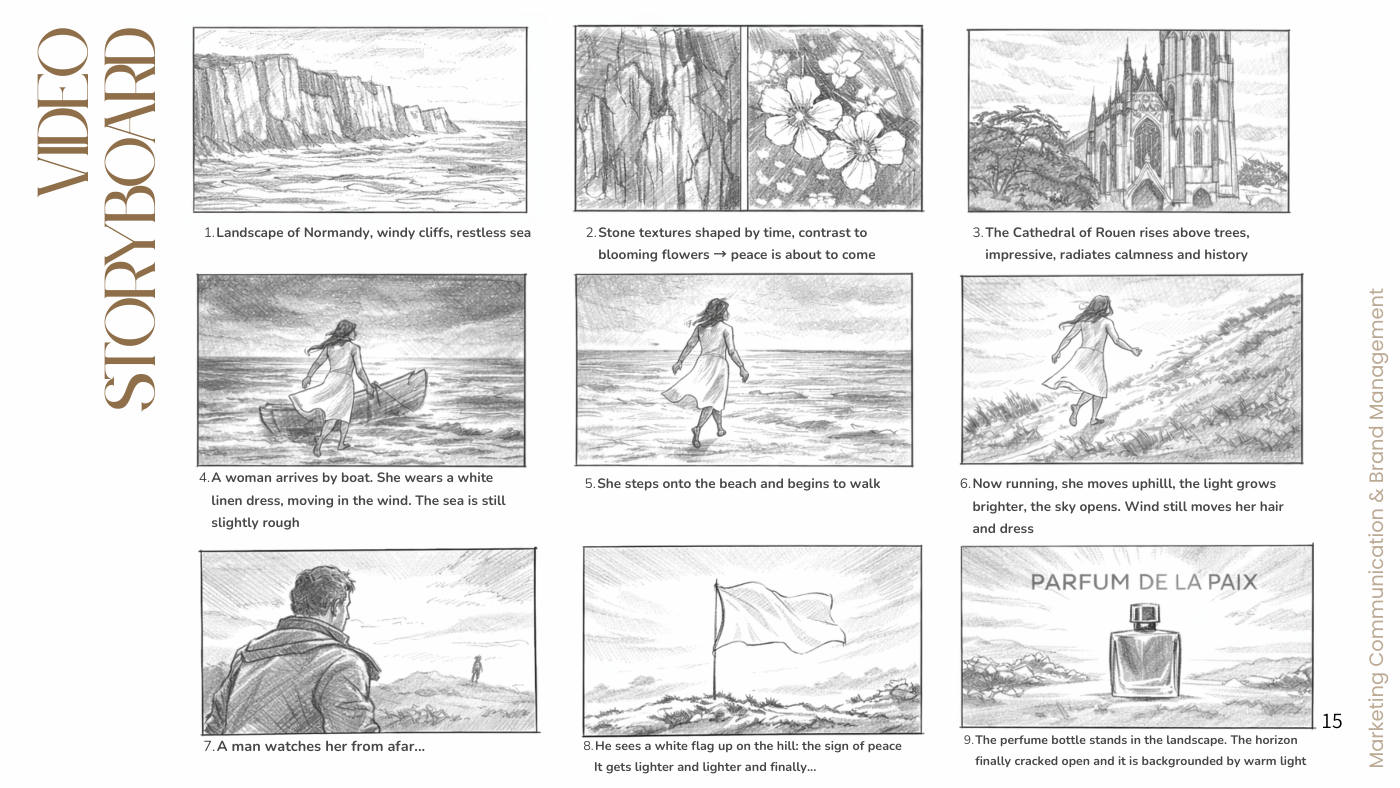 VIDEO
STORYBOARD
1. Landscape of Normandy, windy cliffs, restless sea
2. Stone textures shaped by time, contrast to
blooming flowers → peace is about to come
3. The Cathedral of Rouen rises above trees,
impressive, radiates calmness and history
4. A woman arrives by boat. She wears a white
linen dress, moving in the wind. The sea is still
slightly rough
5. She steps onto the beach and begins to walk
6. Now running, she moves uphilll, the light grows
brighter, the sky opens. Wind still moves her hair
and dress
7. A man watches her from afar...
8. He sees a white flag up on the hill: the sign of peace
It gets lighter and lighter and finally...
PARFUM DE LA PAIX
9. The perfume bottle stands in the landscape. The horizon
finally cracked open and it is backgrounded by warm light
15
Marketing Communication & Brand Management